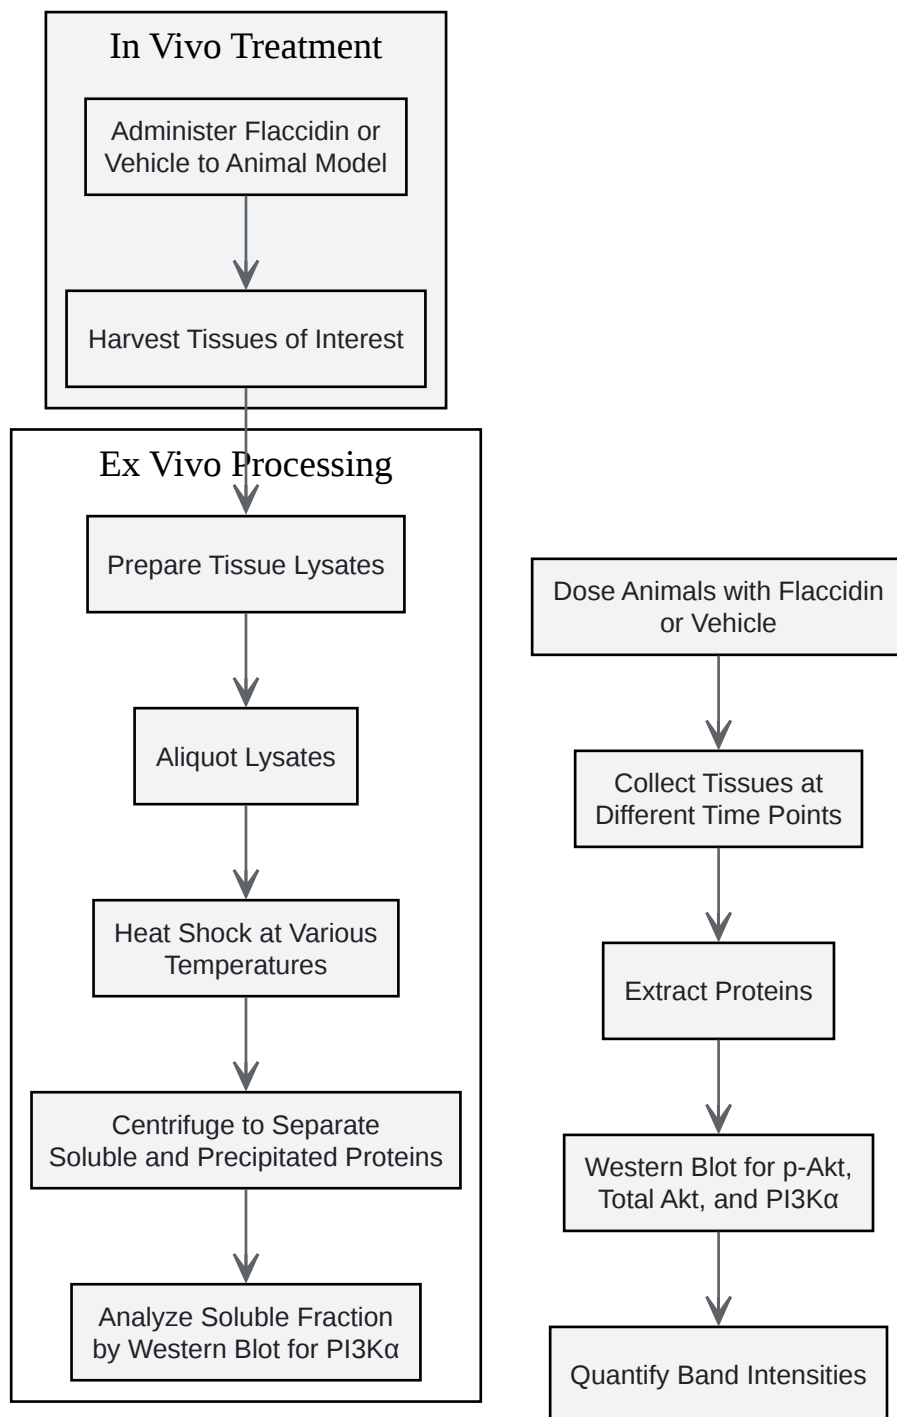 In Vivo Treatment
Administer Flaccidin or
Vehicle to Animal Model
Harvest Tissues of Interest
Ex Vivo Processing
Prepare Tissue Lysates
Aliquot Lysates
Heat Shock at Various
Temperatures
Centrifuge to Separate
Soluble and Precipitated Proteins
Analyze Soluble Fraction
by Western Blot for PI3Kα
Dose Animals with Flaccidin
or Vehicle
Collect Tissues at
Different Time Points
Extract Proteins
Western Blot for p-Akt,
Total Akt, and PI3Kα
Quantify Band Intensities